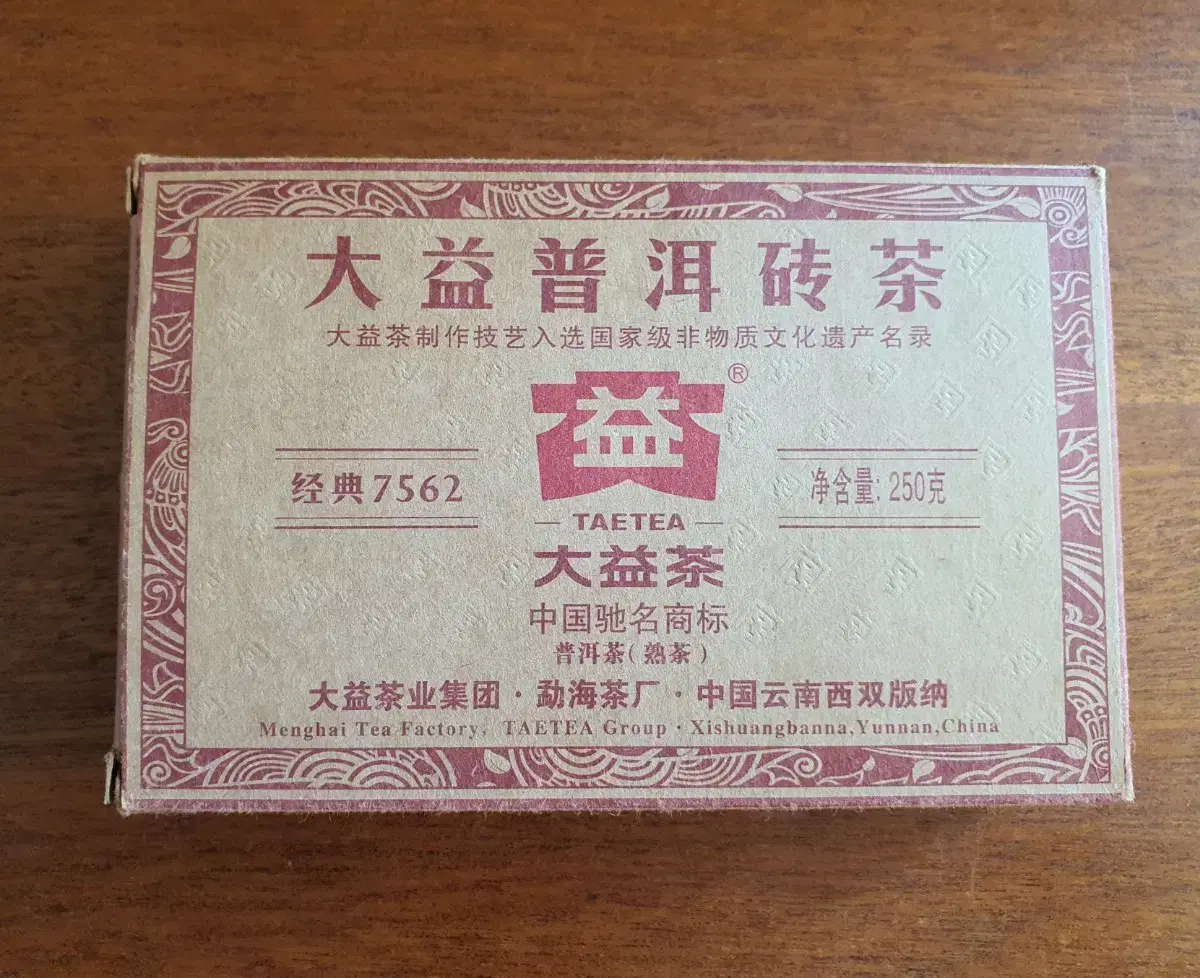 大益普洱砖茶
大益茶制作技艺入选国家级非物质文化遗产名录
益®
经典7562
净含量: 250克
TAETEA
大益茶
中国驰名商标
普洱茶(熟茶)
大益茶业集团·勐海茶厂·中国云南西双版纳
Menghai Tea Factory, TAETEA Group·Xishuangbanna,Yunnan,China